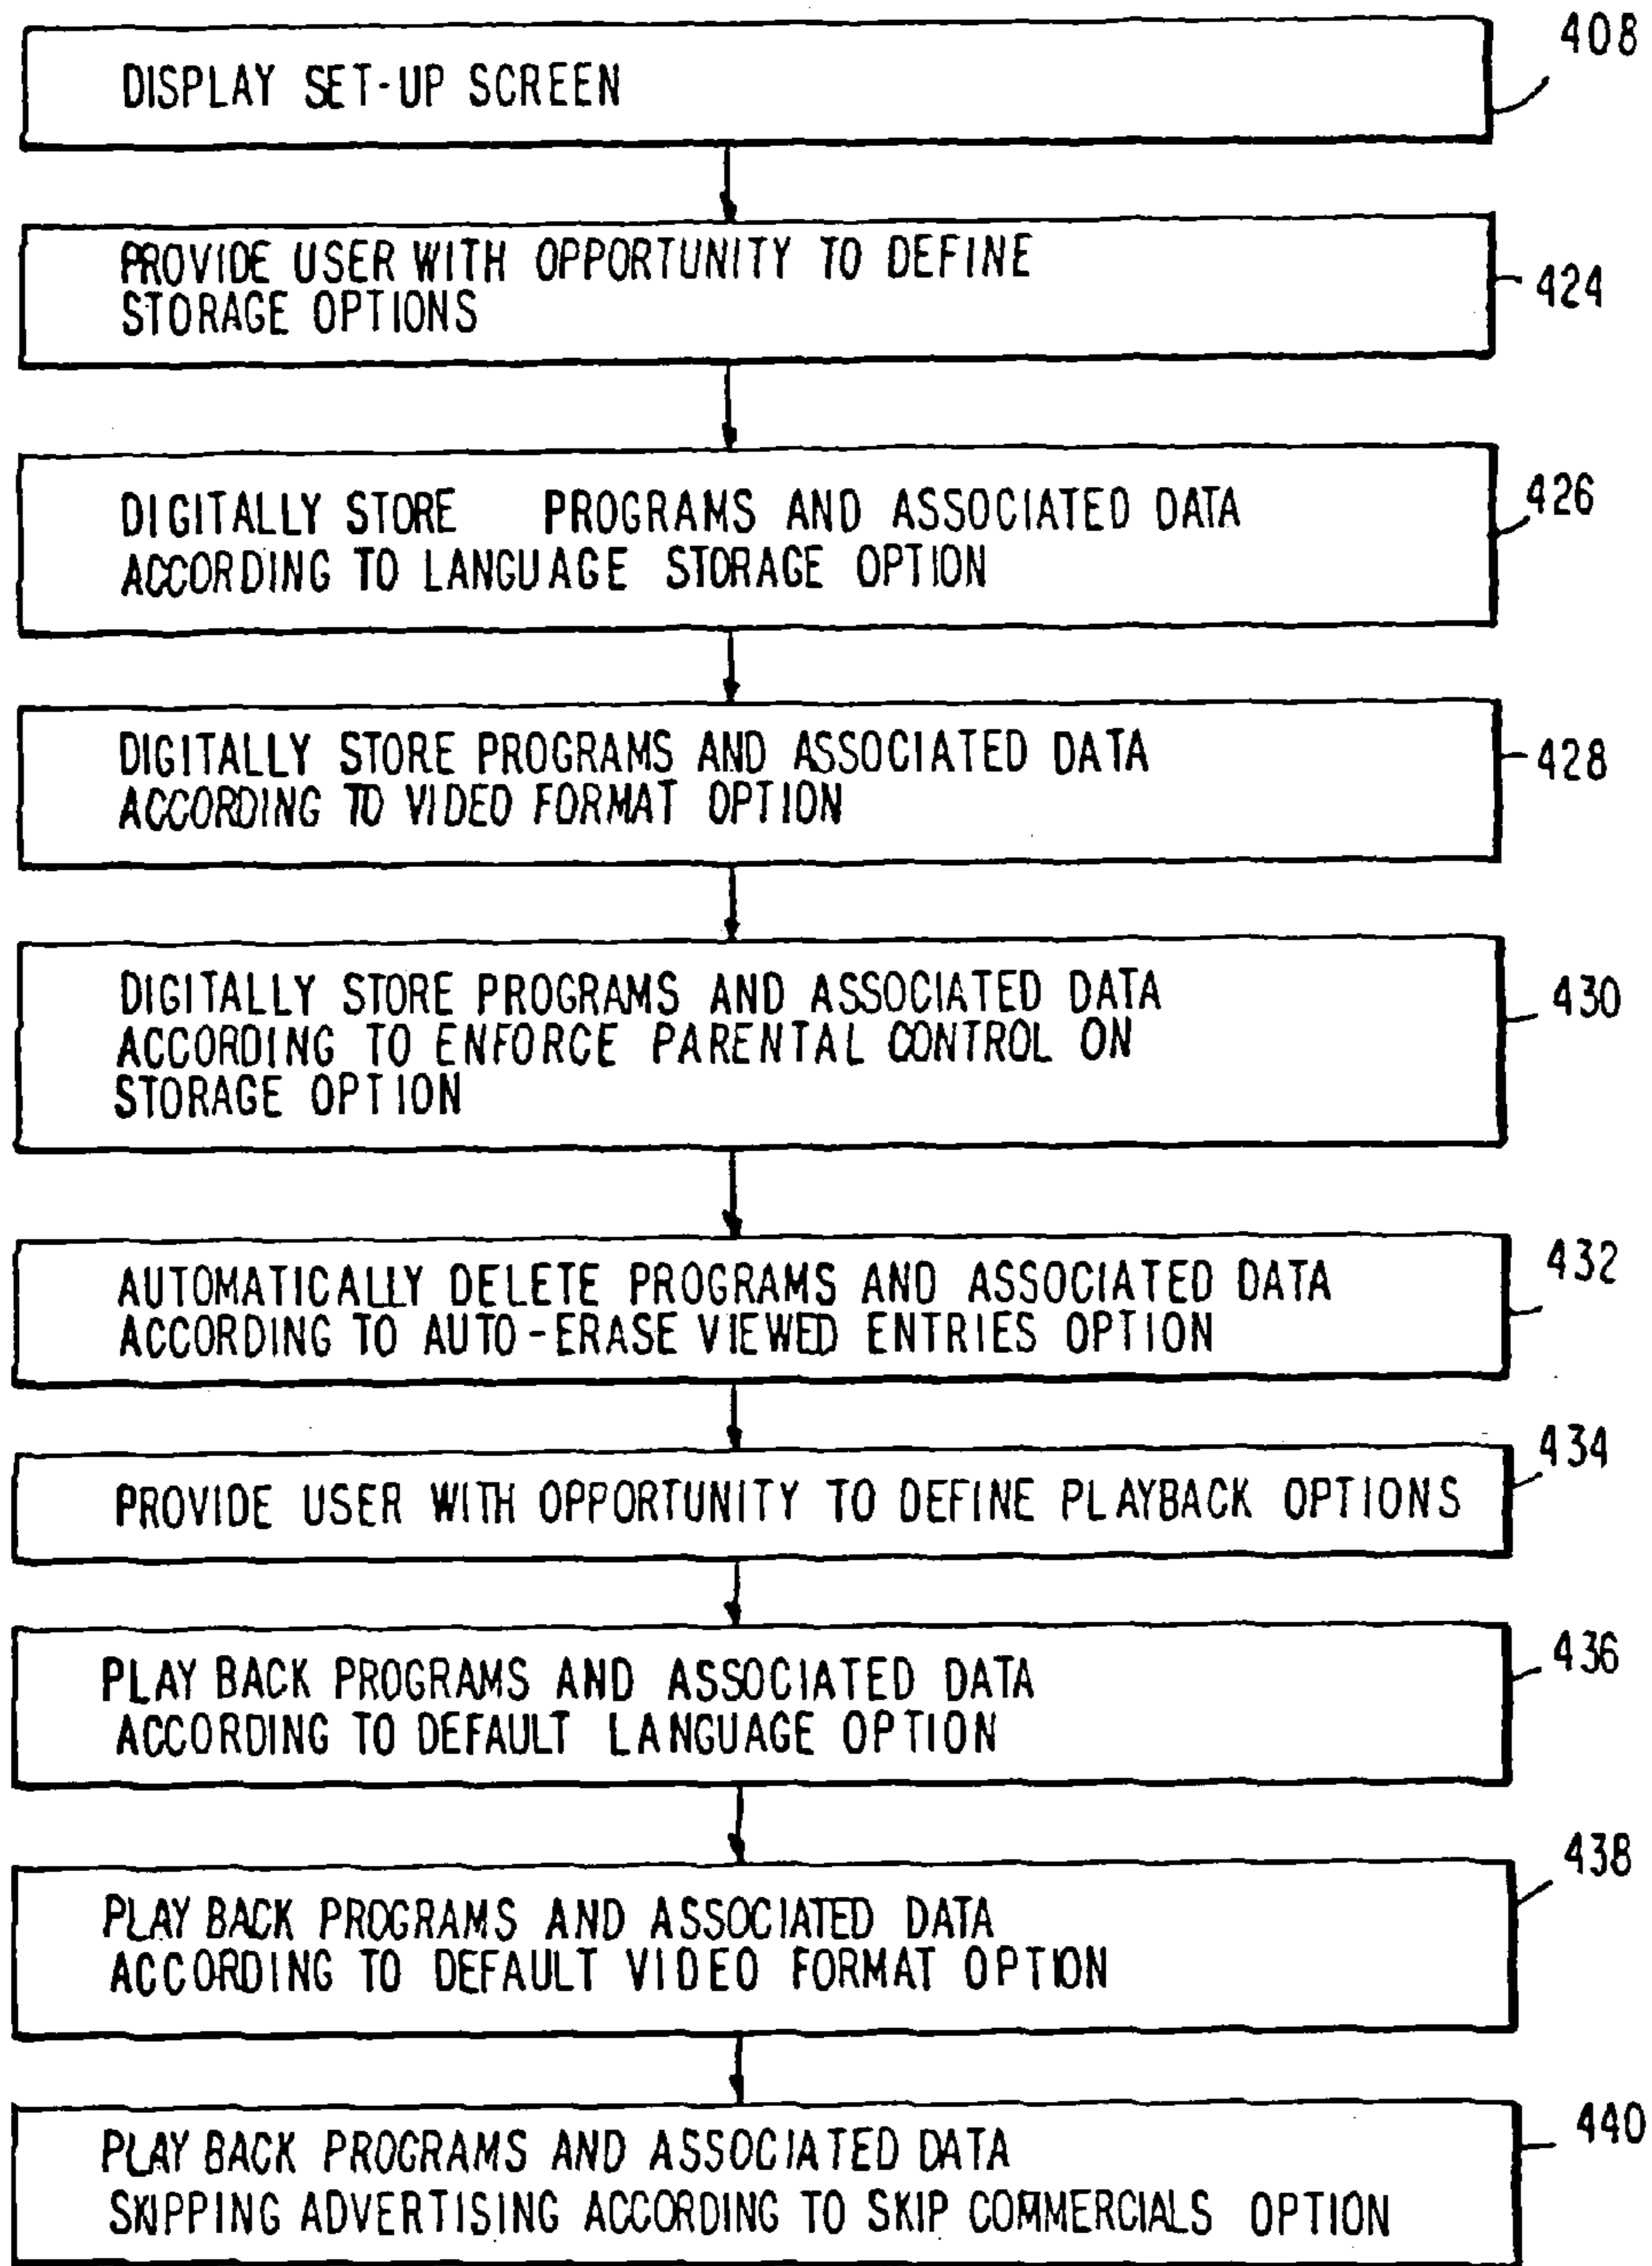 408
DISPLAY SET-UP SCREEN
PROVIDE USER WITH OPPORTUNITY TO DEFINE
STORAGE OPTIONS
424
DIGITALLY STORE PROGRAMS AND ASSOCIATED DATA
ACCORDING TO LANGUAGE STORAGE OPTION
426
DIGITALLY STORE PROGRAMS AND ASSOCIATED DATA
ACCORDING TO VIDEO FORMAT OPTION
428
DIGITALLY STORE PROGRAMS AND ASSOCIATED DATA
ACCORDING TO ENFORCE PARENTAL CONTROL ON
STORAGE OPTION
430
AUTOMATICALLY DELETE PROGRAMS AND ASSOCIATED DATA
ACCORDING TO AUTO-ERASE VIEWED ENTRIES OPTION
432
PROVIDE USER WITH OPPORTUNITY TO DEFINE PLAYBACK OPTIONS
434
PLAY BACK PROGRAMS AND ASSOCIATED DATA
ACCORDING TO DEFAULT LANGUAGE OPTION
436
PLAY BACK PROGRAMS AND ASSOCIATED DATA
ACCORDING TO DEFAULT VIDEO FORMAT OPTION
438
PLAY BACK PROGRAMS AND ASSOCIATED DATA
SKIPPING ADVERTISING ACCORDING TO SKIP COMMERCIALS OPTION
440